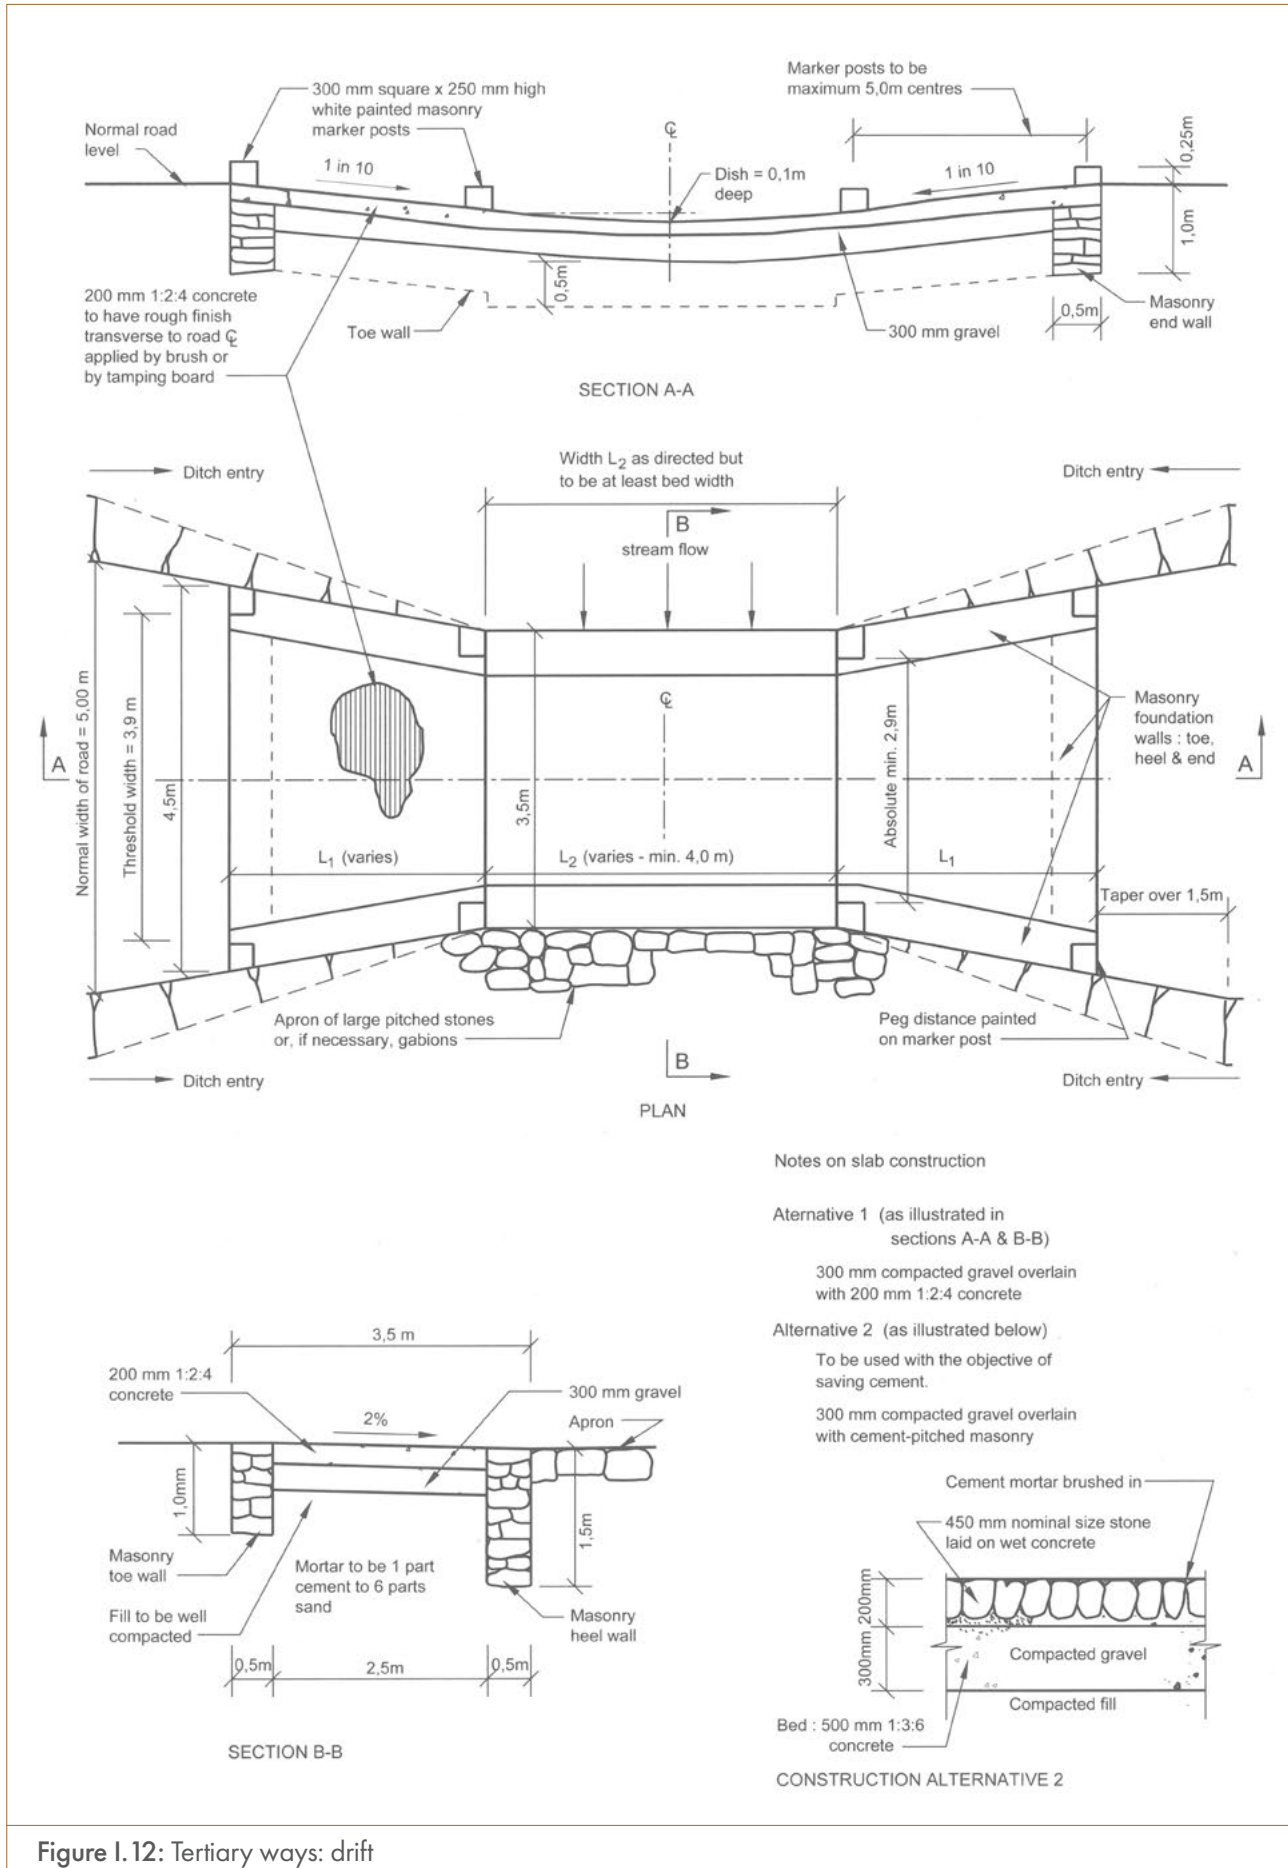 300 mm square x 250 mm high
white painted masonry
marker posts
Marker posts to be
maximum 5,0m centres
Normal road
level
℄
1 in 10
Dish = 0,1m
deep
1 in 10
0,25m
1,0m
200 mm 1:2:4 concrete
to have rough finish
transverse to road ℄
applied by brush or
by tamping board
Toe wall
0,5m
300 mm gravel
0,5m
Masonry
end wall
SECTION A-A
Ditch entry
Width L2 as directed but
to be at least bed width
Ditch entry
B
stream flow
Normal width of road = 5,00 m
Threshold width = 3,9 m
4,5m
3,5m
℄
Absolute min. 2,9m
Masonry
foundation
walls : toe,
heel & end
A
A
L1 (varies)
L2 (varies - min. 4,0 m)
L1
Taper over 1,5m
Apron of large pitched stones
or, if necessary, gabions
Peg distance painted
on marker post
Ditch entry
B
Ditch entry
PLAN
Notes on slab construction
Aternative 1 (as illustrated in
sections A-A & B-B)
300 mm compacted gravel overlain
with 200 mm 1:2:4 concrete
Alternative 2 (as illustrated below)
To be used with the objective of
saving cement.
300 mm compacted gravel overlain
with cement-pitched masonry
3,5 m
200 mm 1:2:4
concrete
300 mm gravel
2%
Apron
1,0mm
1,5m
Masonry
toe wall
Mortar to be 1 part
cement to 6 parts
sand
Fill to be well
compacted
Masonry
heel wall
0,5m
2,5m
0,5m
SECTION B-B
Cement mortar brushed in
450 mm nominal size stone
laid on wet concrete
200mm
300mm
Compacted gravel
Compacted fill
Bed : 500 mm 1:3:6
concrete
CONSTRUCTION ALTERNATIVE 2
Figure I.12: Tertiary ways: drift